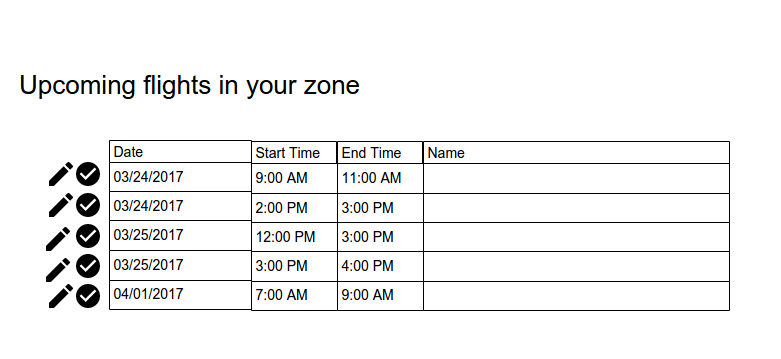 Upcoming flights in your zone
Date Start Time End Time Name
03/24/2017 9:00 AM 11:00 AM
03/24/2017 2:00 PM 3:00 PM
03/25/2017 12:00 PM 3:00 PM
03/25/2017 3:00 PM 4:00 PM
04/01/2017 7:00 AM 9:00 AM